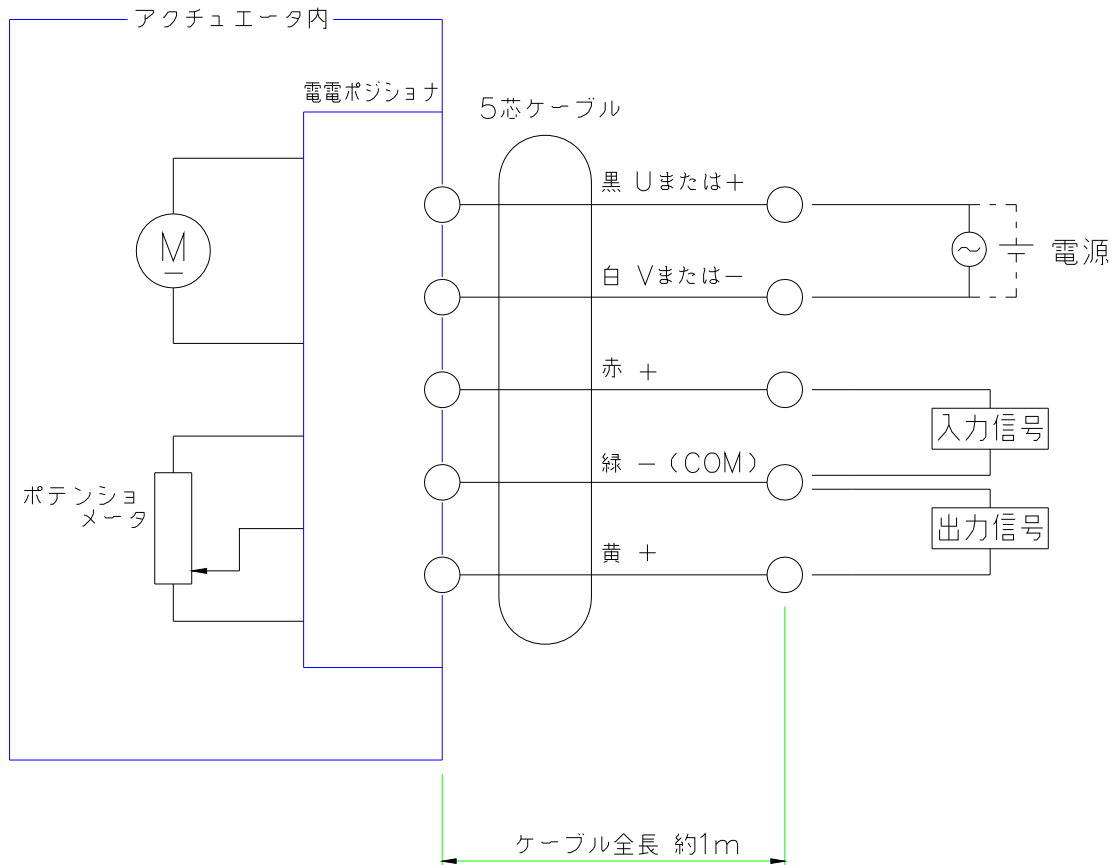 アクチュエータ内
電電ポジショナ
5芯ケーブル
黒 Uまたは+
M
電源
白 Vまたは−
赤 +
入力信号
緑 −(COM)
ポテンショ
メータ
出力信号
黄 +
ケーブル全長 約1m